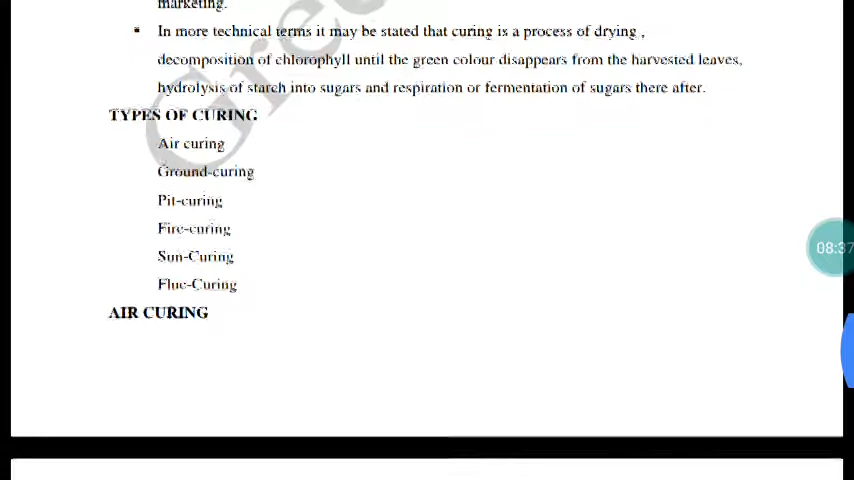 marketing.
▪ In more technical terms it may be stated that curing is a process of drying ,
decomposition of chlorophyll until the green colour disappears from the harvested leaves,
hydrolysis of starch into sugars and respiration or fermentation of sugars there after.
TYPES OF CURING
Air curing
Ground-curing
Pit-curing
Fire-curing
Sun-Curing
Flue-Curing
AIR CURING
08:37